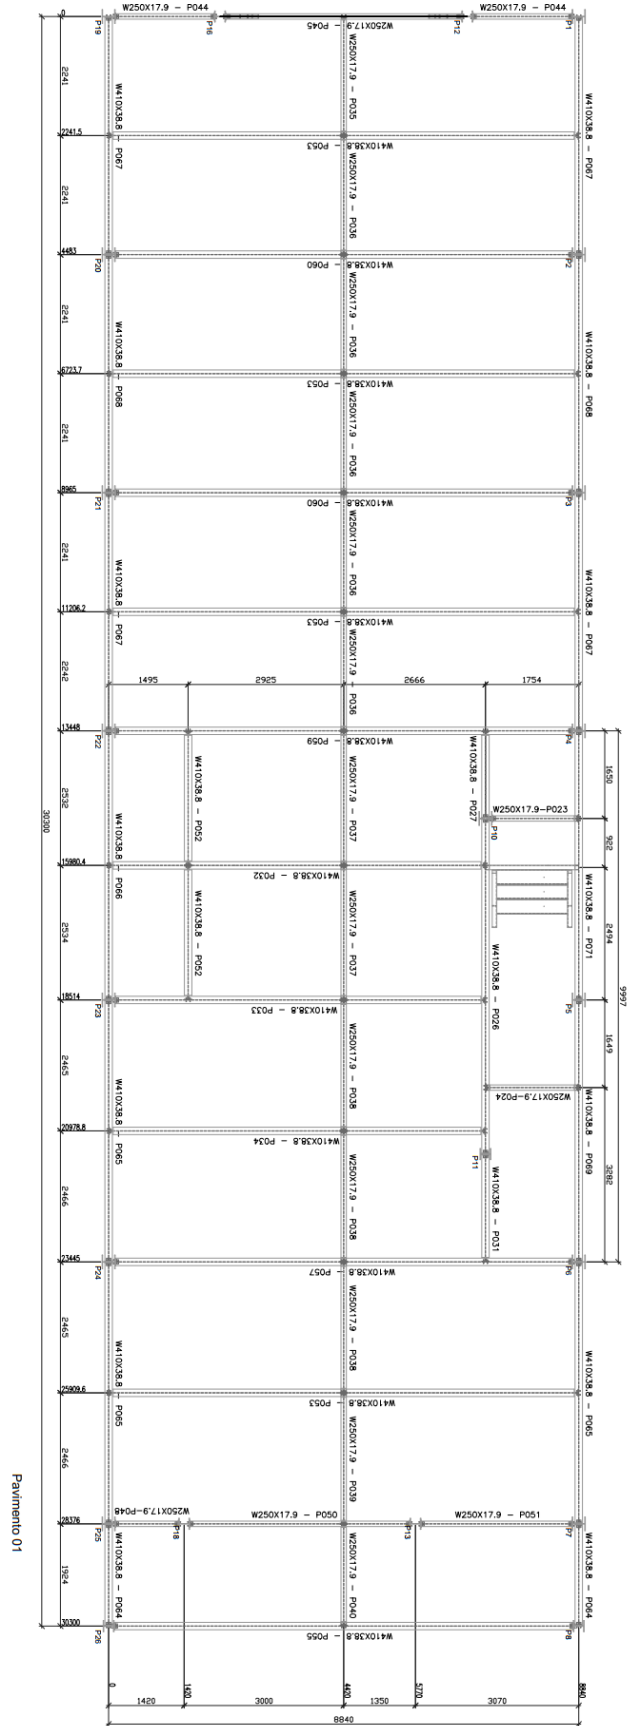 W250X17.9 – P044
W250X17.9 – P044
0
P19
P16
W250X17.9 – P045
P12
P1
W250X17.9 – P035
W410X38.8 – P067
W410X38.8 – P067
2241
2241.5
W410X38.8 – P053
W250X17.9 – P036
2241
4483
P20
W410X38.8 – P060
P2
W250X17.9 – P036
W410X38.8 – P068
W410X38.8 – P068
2241
6723.7
W410X38.8 – P053
W250X17.9 – P036
2241
8965
P21
W410X38.8 – P060
P3
W250X17.9 – P036
W410X38.8 – P067
W410X38.8 – P067
2241
11206.2
W410X38.8 – P053
W250X17.9 – P036
2242
1495
2925
2666
1754
13448
P22
W410X38.8 – P059
P4
W410X38.8 – P052
W250X17.9 – P037
W410X38.8 – P027
1650
W250X17.9–P023
P10
2532
W410X38.8 – P066
922
30300
15980.4
W410X38.8 – P032
W410X38.8 – P052
W250X17.9 – P037
W410X38.8 – P071
2494
2534
W410X38.8 – P026
9997
18514
P23
W410X38.8 – P033
P5
W250X17.9 – P038
1649
2465
W410X38.8 – P065
W250X17.9–P024
W410X38.8 – P069
20978.8
W410X38.8 – P034
P11
W250X17.9 – P038
W410X38.8 – P031
3282
2466
23445
P24
W410X38.8 – P057
P6
W250X17.9 – P038
W410X38.8 – P065
W410X38.8 – P065
2465
25909.6
W410X38.8 – P053
W250X17.9 – P039
2466
W250X17.9–P048
W250X17.9 – P050
W250X17.9 – P051
28376
P25
P18
P13
P7
W410X38.8 – P064
W250X17.9 – P040
W410X38.8 – P064
1924
30300
P26
W410X38.8 – P055
P8
0
1420
4420
5770
8840
1420
3000
1350
3070
8840
Pavimento 01